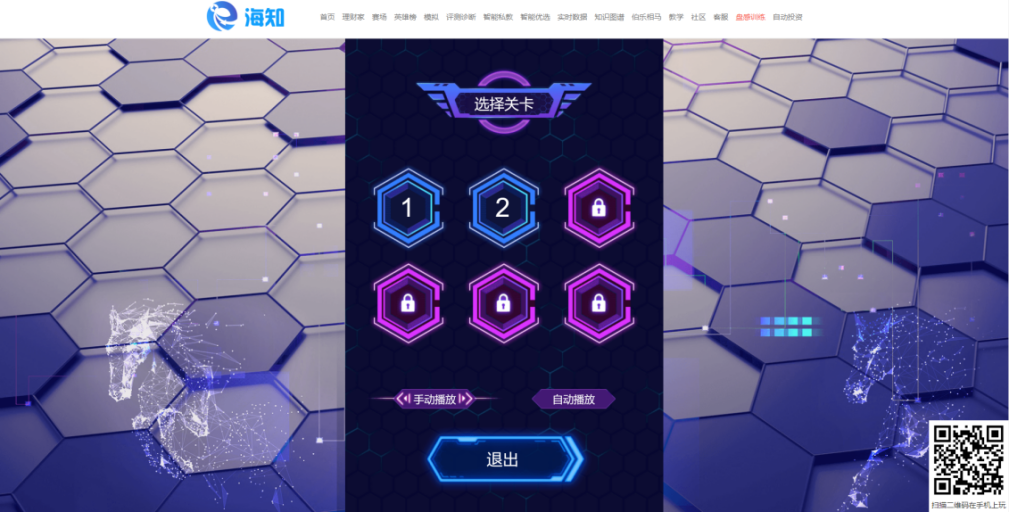 海知 首页 理财家 赛场 英雄榜 模拟 评测诊断 智能私教 智能优选 实时数据 知识图谱 伯乐相马 教学 社区 客服 盘感训练 自动投资
选择关卡
1 2
手动播放 自动播放
退出
扫描二维码在手机上玩